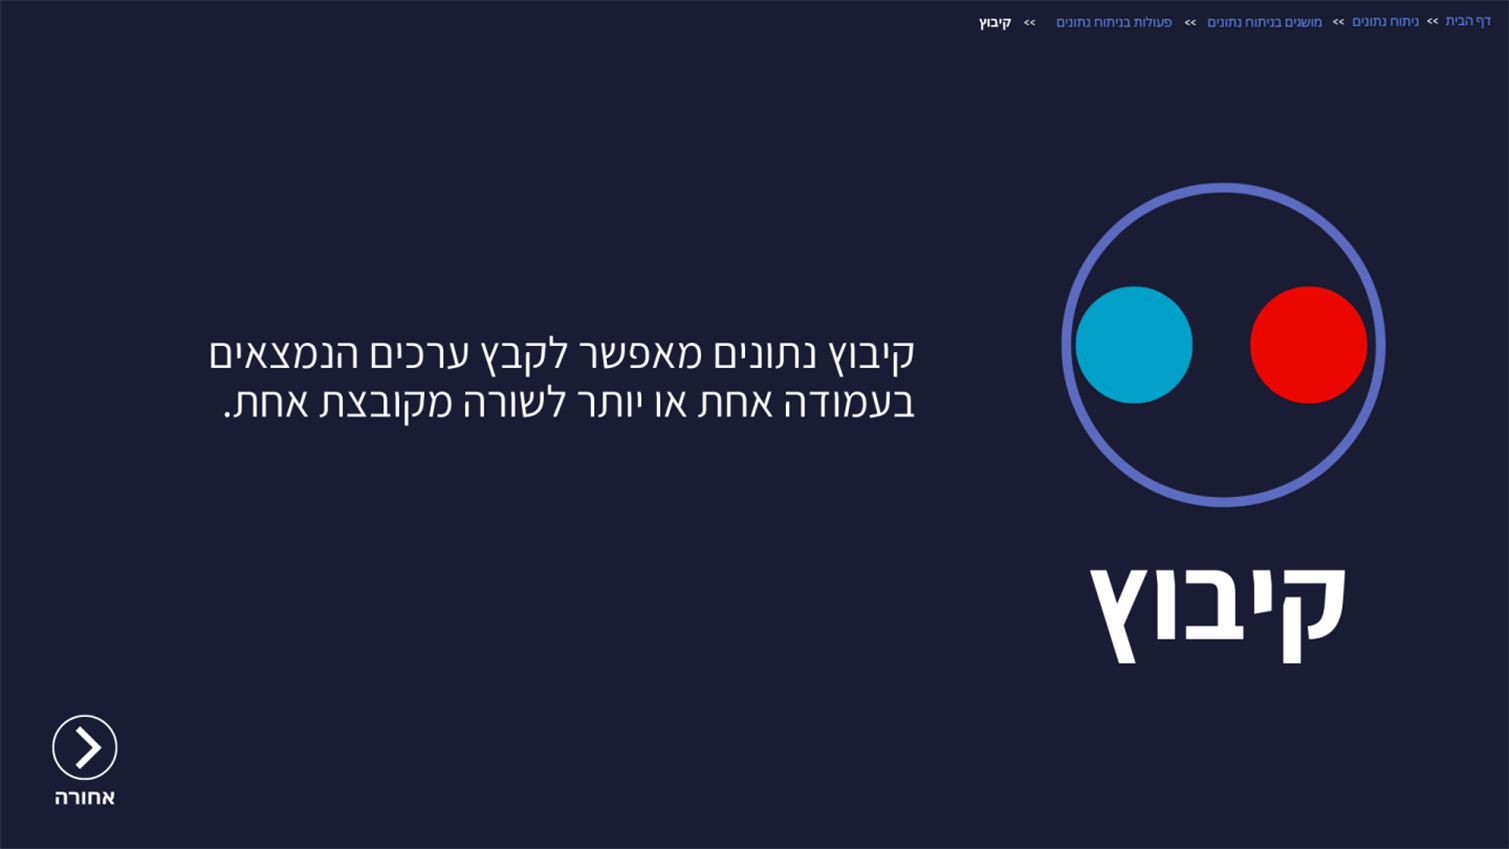 דף הבית >> ניתוח נתונים >> מושגים בניתוח נתונים >> פעולות בניתוח נתונים >> קיבוץ
קיבוץ נתונים מאפשר לקבץ ערכים הנמצאים
בעמודה אחת או יותר לשורה מקובצת אחת.
קיבוץ
אחורה